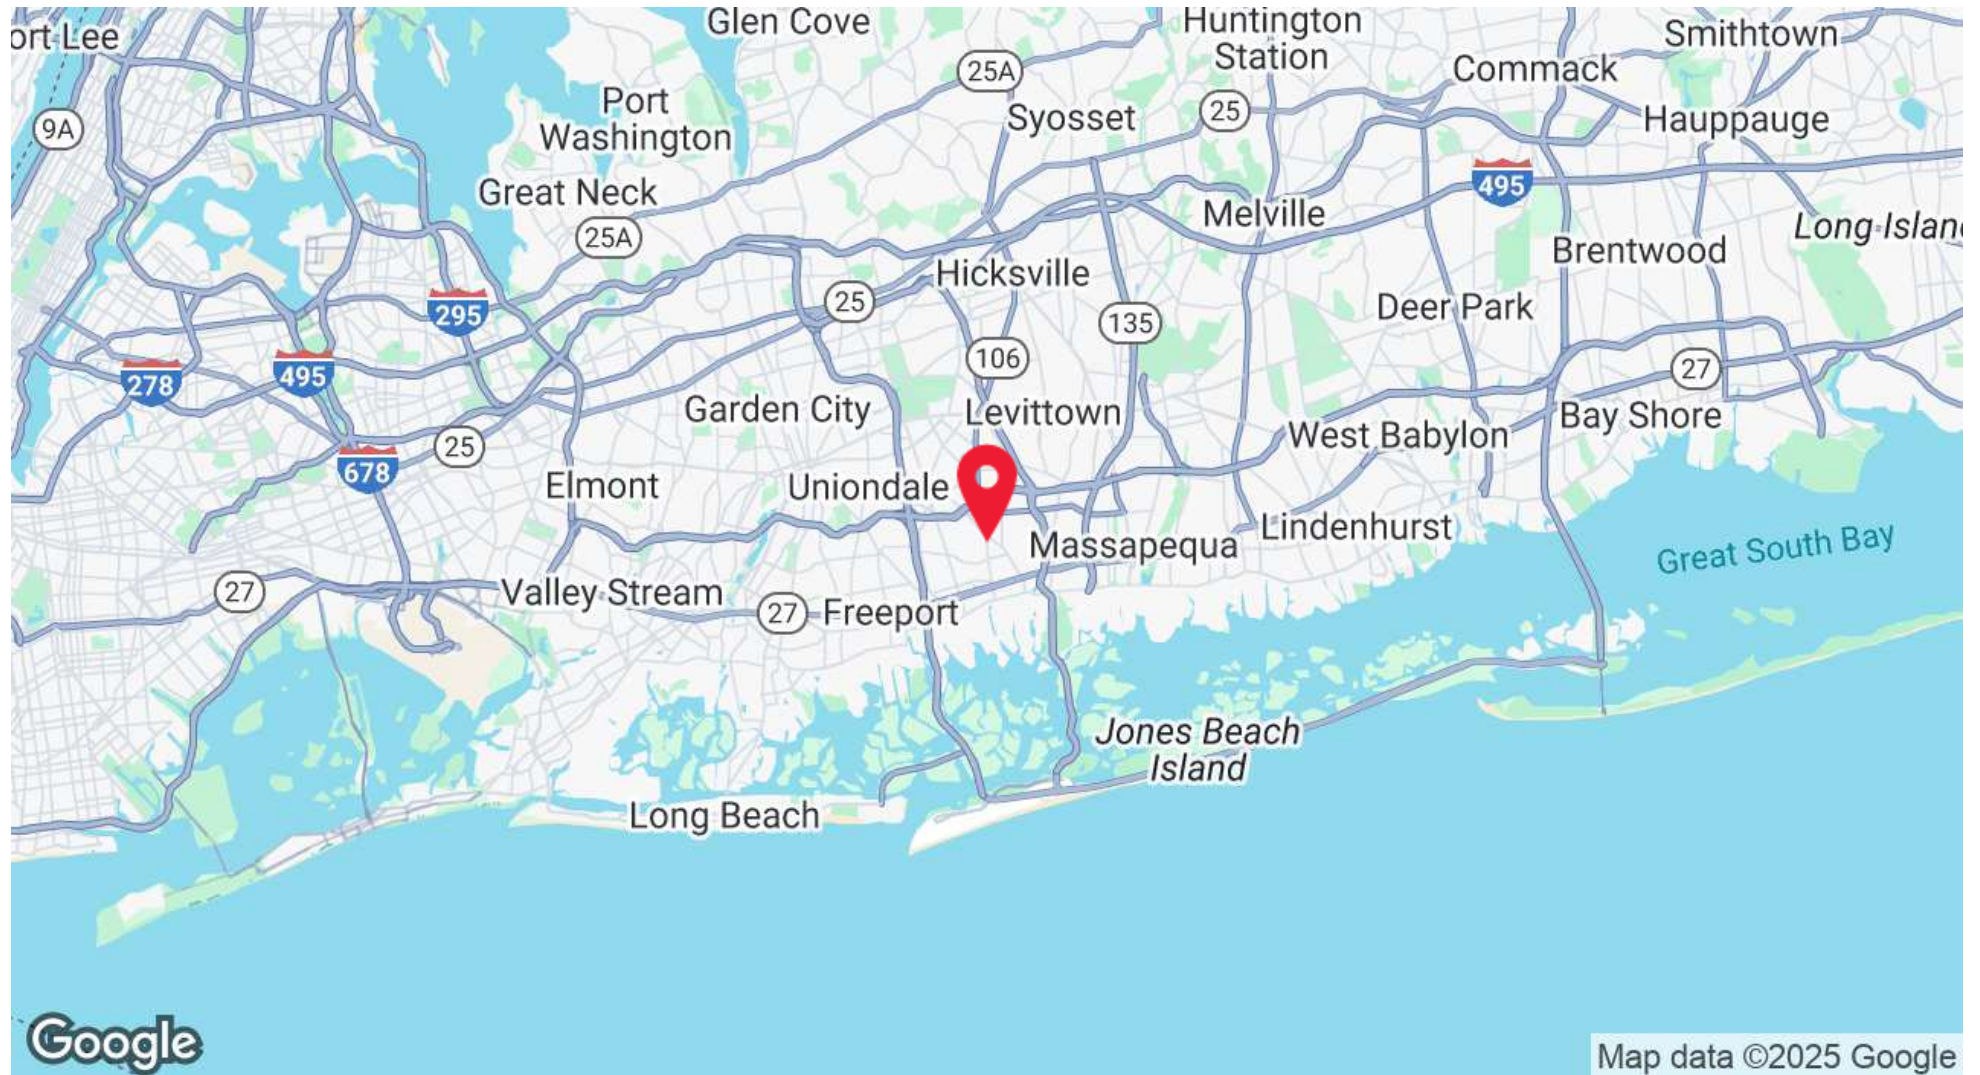 Glen Cove
Huntington
Station
Smithtown
ort Lee
25A
Commack
Port
Washington
9A
Syosset
25
Hauppauge
Great Neck
495
25A
Melville
Long Islan
Brentwood
Hicksville
295
25
Deer Park
135
106
495
278
27
Garden City
Levittown
Bay Shore
25
West Babylon
678
Elmont
Uniondale
Lindenhurst
Massapequa
Great South Bay
27
Valley Stream
27
Freeport
Jones Beach
Island
Long Beach
Google
Map data ©2025 Google